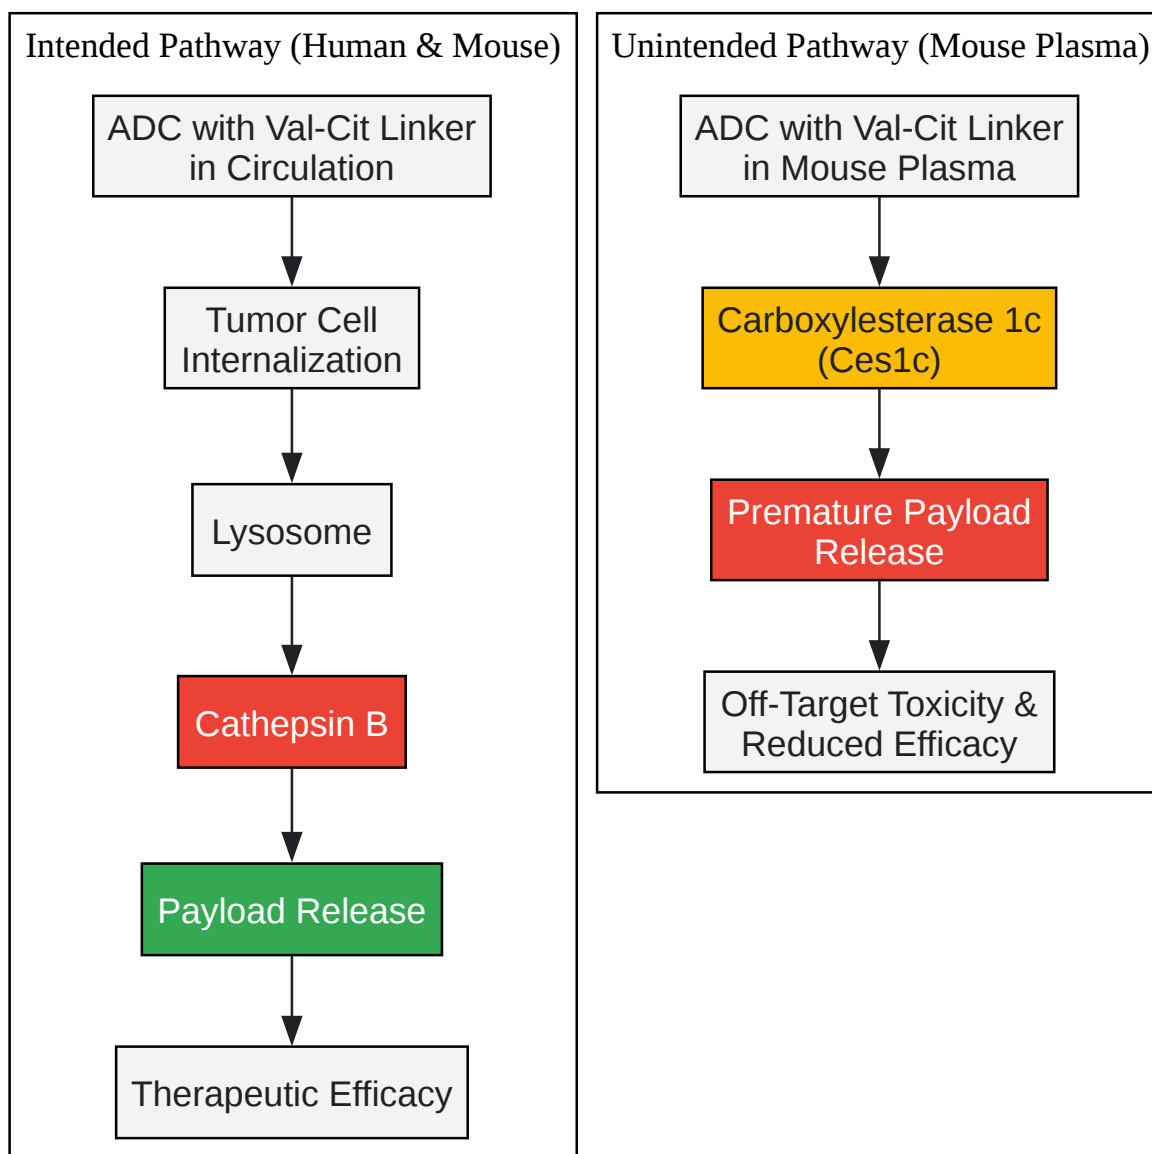 Intended Pathway (Human & Mouse)
ADC with Val-Cit Linker
in Circulation
Tumor Cell
Internalization
Lysosome
Cathepsin B
Payload Release
Therapeutic Efficacy
Unintended Pathway (Mouse Plasma)
ADC with Val-Cit Linker
in Mouse Plasma
Carboxylesterase 1c
(Ces1c)
Premature Payload
Release
Off-Target Toxicity &
Reduced Efficacy